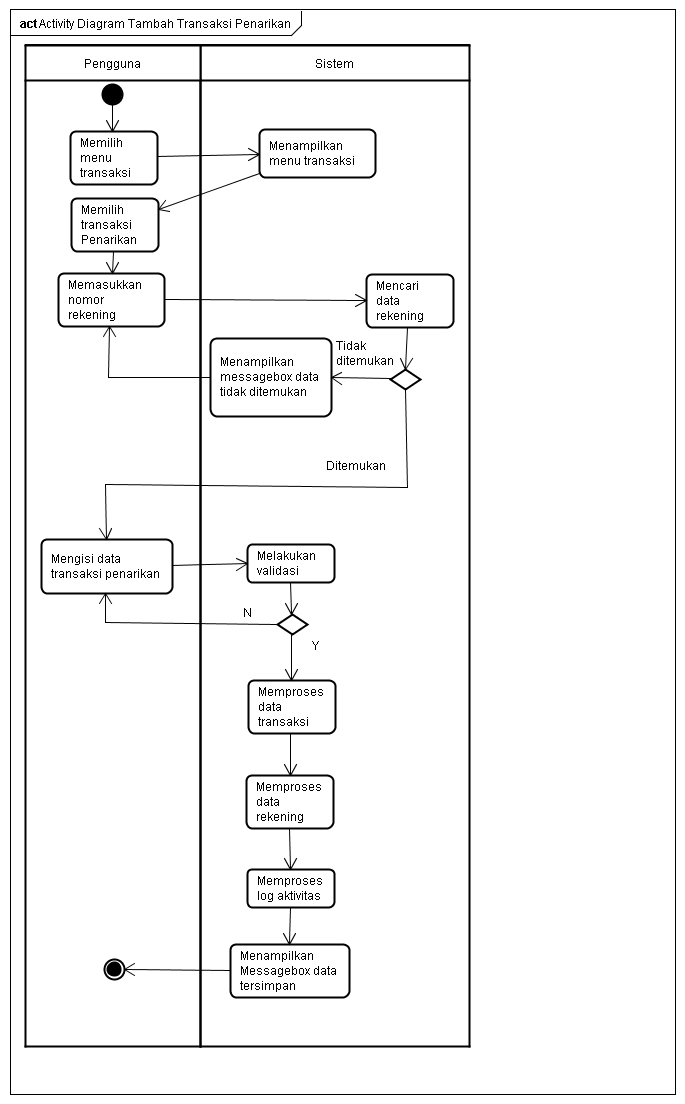 act Activity Diagram Tambah Transaksi Penarikan
Pengguna
Sistem
Memilih
menu
transaksi
Menampilkan
menu transaksi
Memilih
transaksi
Penarikan
Memasukkan
nomor
rekening
Mencari
data
rekening
Tidak
ditemukan
Menampilkan
messagebox data
tidak ditemukan
Ditemukan
Mengisi data
transaksi penarikan
Melakukan
validasi
N
Y
Memproses
data
transaksi
Memproses
data
rekening
Memproses
log aktivitas
Menampilkan
Messagebox data
tersimpan